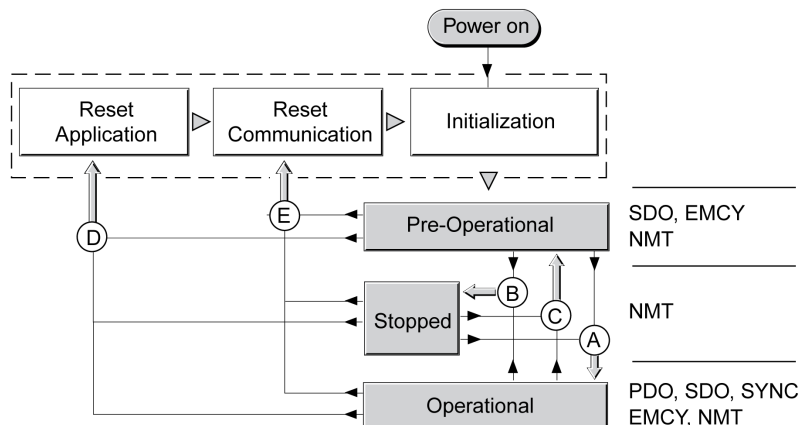 Power on
Reset
Application
Reset
Communication
Initialization
D
E
Pre-Operational
SDO, EMCY
NMT
B
Stopped
C
NMT
A
Operational
PDO, SDO, SYNC
EMCY, NMT